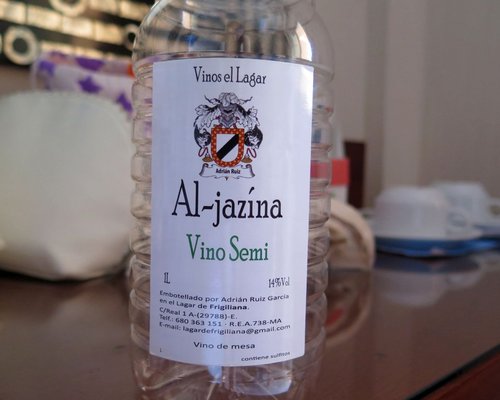 Vinos el Lagar
Adrián Ruiz
Al-jazína
Vino Semi
1L 14%Vol
Embotellado por Adrián Ruiz García
en el Lagar de Frigiliana.
C/Real 1 A-(29788)-E.
Telf.: 680 363 151 - R.E.A.738-MA
E-mail: lagardefrigiliana@gmail.com
Vino de mesa
contiene sulfitos